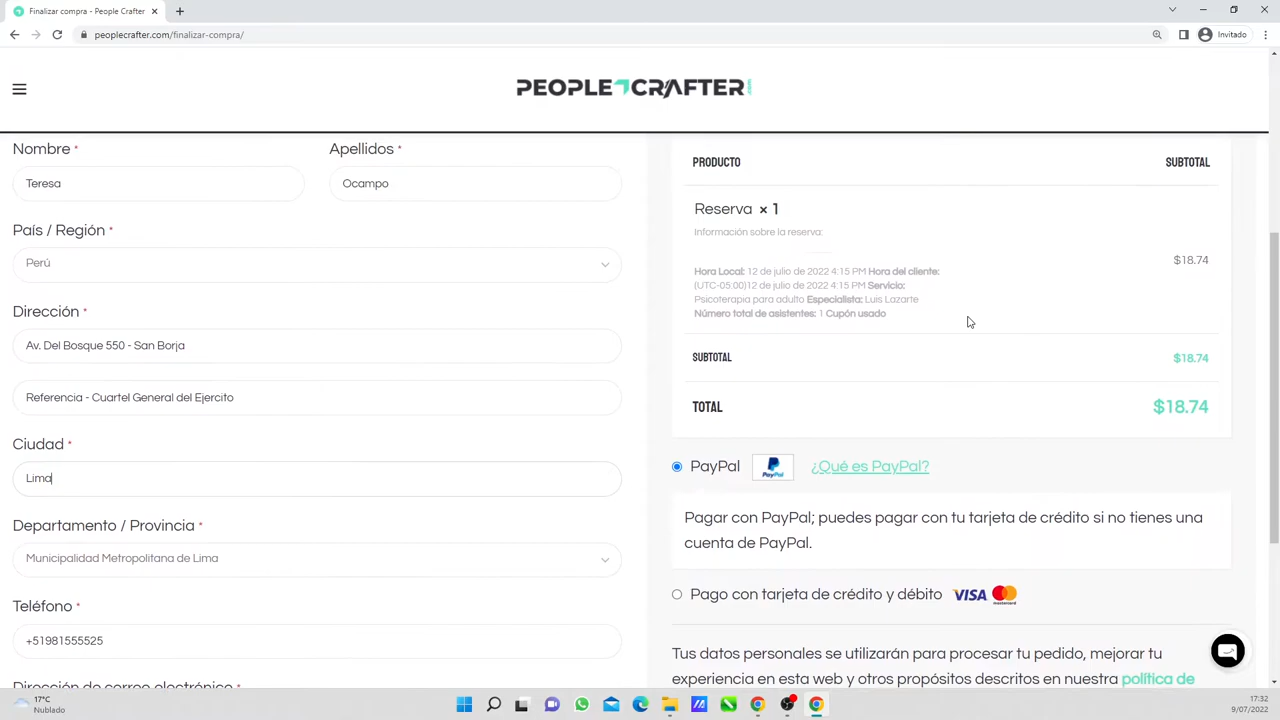 Finalizar compra - People Crafter
peoplecrafter.com/finalizar-compra/
Invitado
PEOPLE CRAFTER
Nombre *
Apellidos *
Teresa
Ocampo
País / Región *
Perú
Dirección *
Av. Del Bosque 550 - San Borja
Referencia - Cuartel General del Ejercito
Ciudad *
Lima
Departamento / Provincia *
Municipalidad Metropolitana de Lima
Teléfono *
+51981555525
Dirección de correo electrónico *
PRODUCTO
SUBTOTAL
Reserva × 1
Información sobre la reserva:
$18.74
Hora Local: 12 de julio de 2022 4:15 PM Hora del cliente:
(UTC-05:00)12 de julio de 2022 4:15 PM Servicio:
Psicoterapia para adulto Especialista: Luis Lazarte
Número total de asistentes: 1 Cupón usado
SUBTOTAL
$18.74
TOTAL
$18.74
PayPal
PayPal
¿Qué es PayPal?
Pagar con PayPal; puedes pagar con tu tarjeta de crédito si no tienes una
cuenta de PayPal.
Pago con tarjeta de crédito y débito
VISA
mastercard
Tus datos personales se utilizarán para procesar tu pedido, mejorar tu
experiencia en esta web y otros propósitos descritos en nuestra política de
17°C
Nublado
17:32
9/07/2022